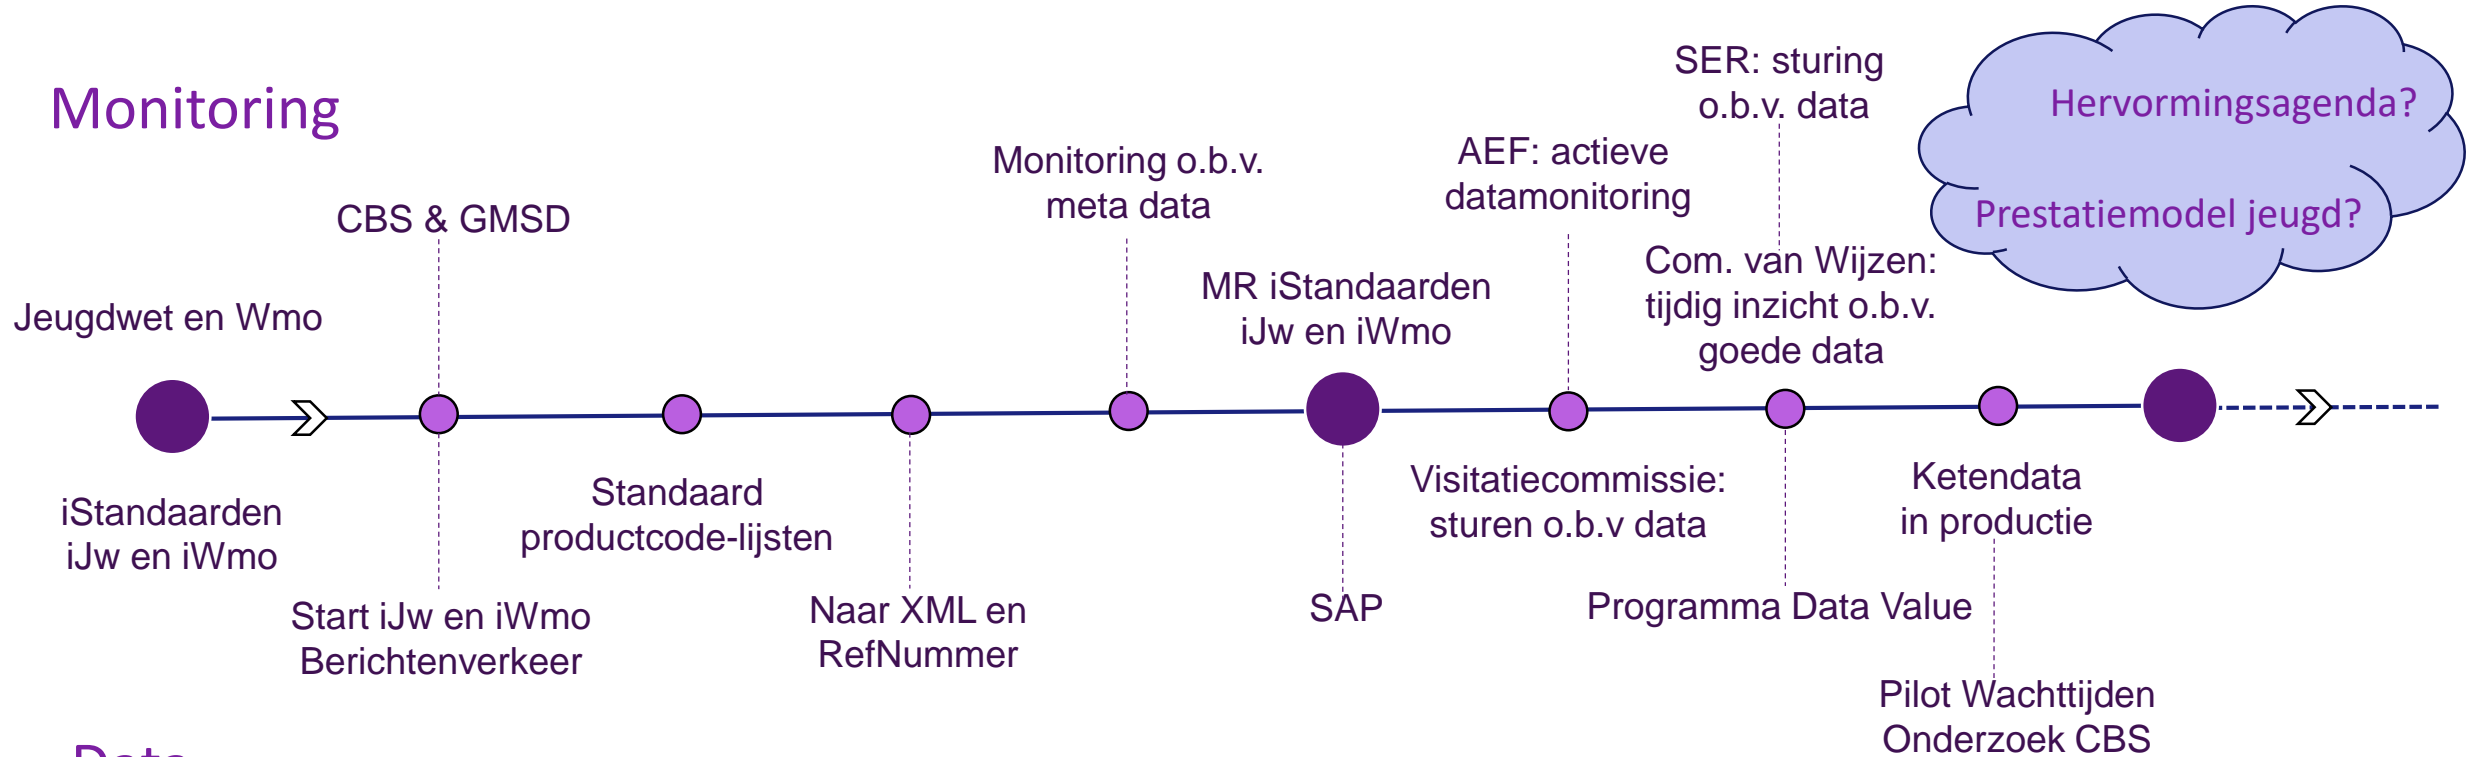 Monitoring
SER: sturing
o.b.v. data
Hervormingsagenda?
Prestatiemodel jeugd?
Monitoring o.b.v.
meta data
AEF: actieve
datamonitoring
CBS & GMSD
Com. van Wijzen:
tijdig inzicht o.b.v.
goede data
MR iStandaarden
iJw en iWmo
Jeugdwet en Wmo
iStandaarden
iJw en iWmo
Standaard
productcode-lijsten
Visitatiecommissie:
sturen o.b.v data
Ketendata
in productie
Start iJw en iWmo
Berichtenverkeer
Naar XML en
RefNummer
SAP
Programma Data Value
Pilot Wachttijden
Onderzoek CBS
Data